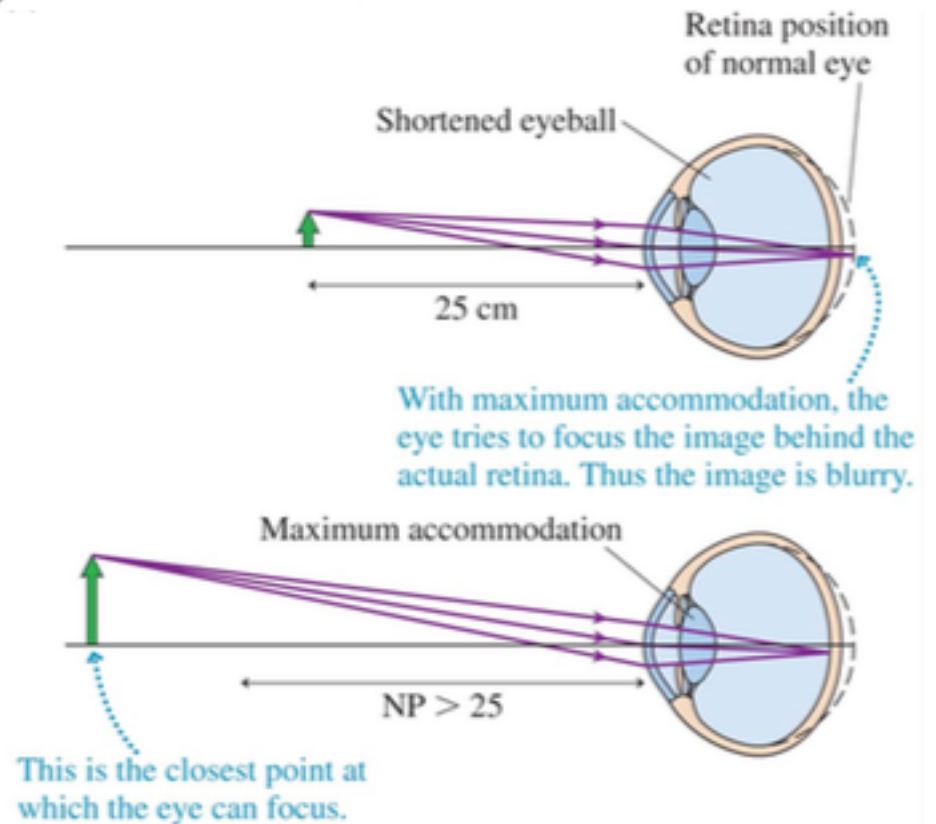 Retina position
of normal eye
Shortened eyeball
25 cm
With maximum accommodation, the
eye tries to focus the image behind the
actual retina. Thus the image is blurry.
Maximum accommodation
NP > 25
This is the closest point at
which the eye can focus.